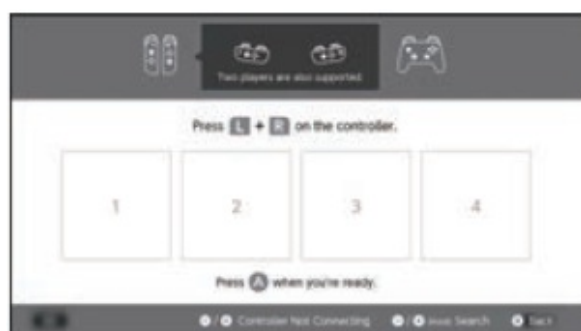 Two players are also supported.
Press L + R on the controller.
1 2 3 4
Press A when you're ready.
Controller Not Connecting Search Back